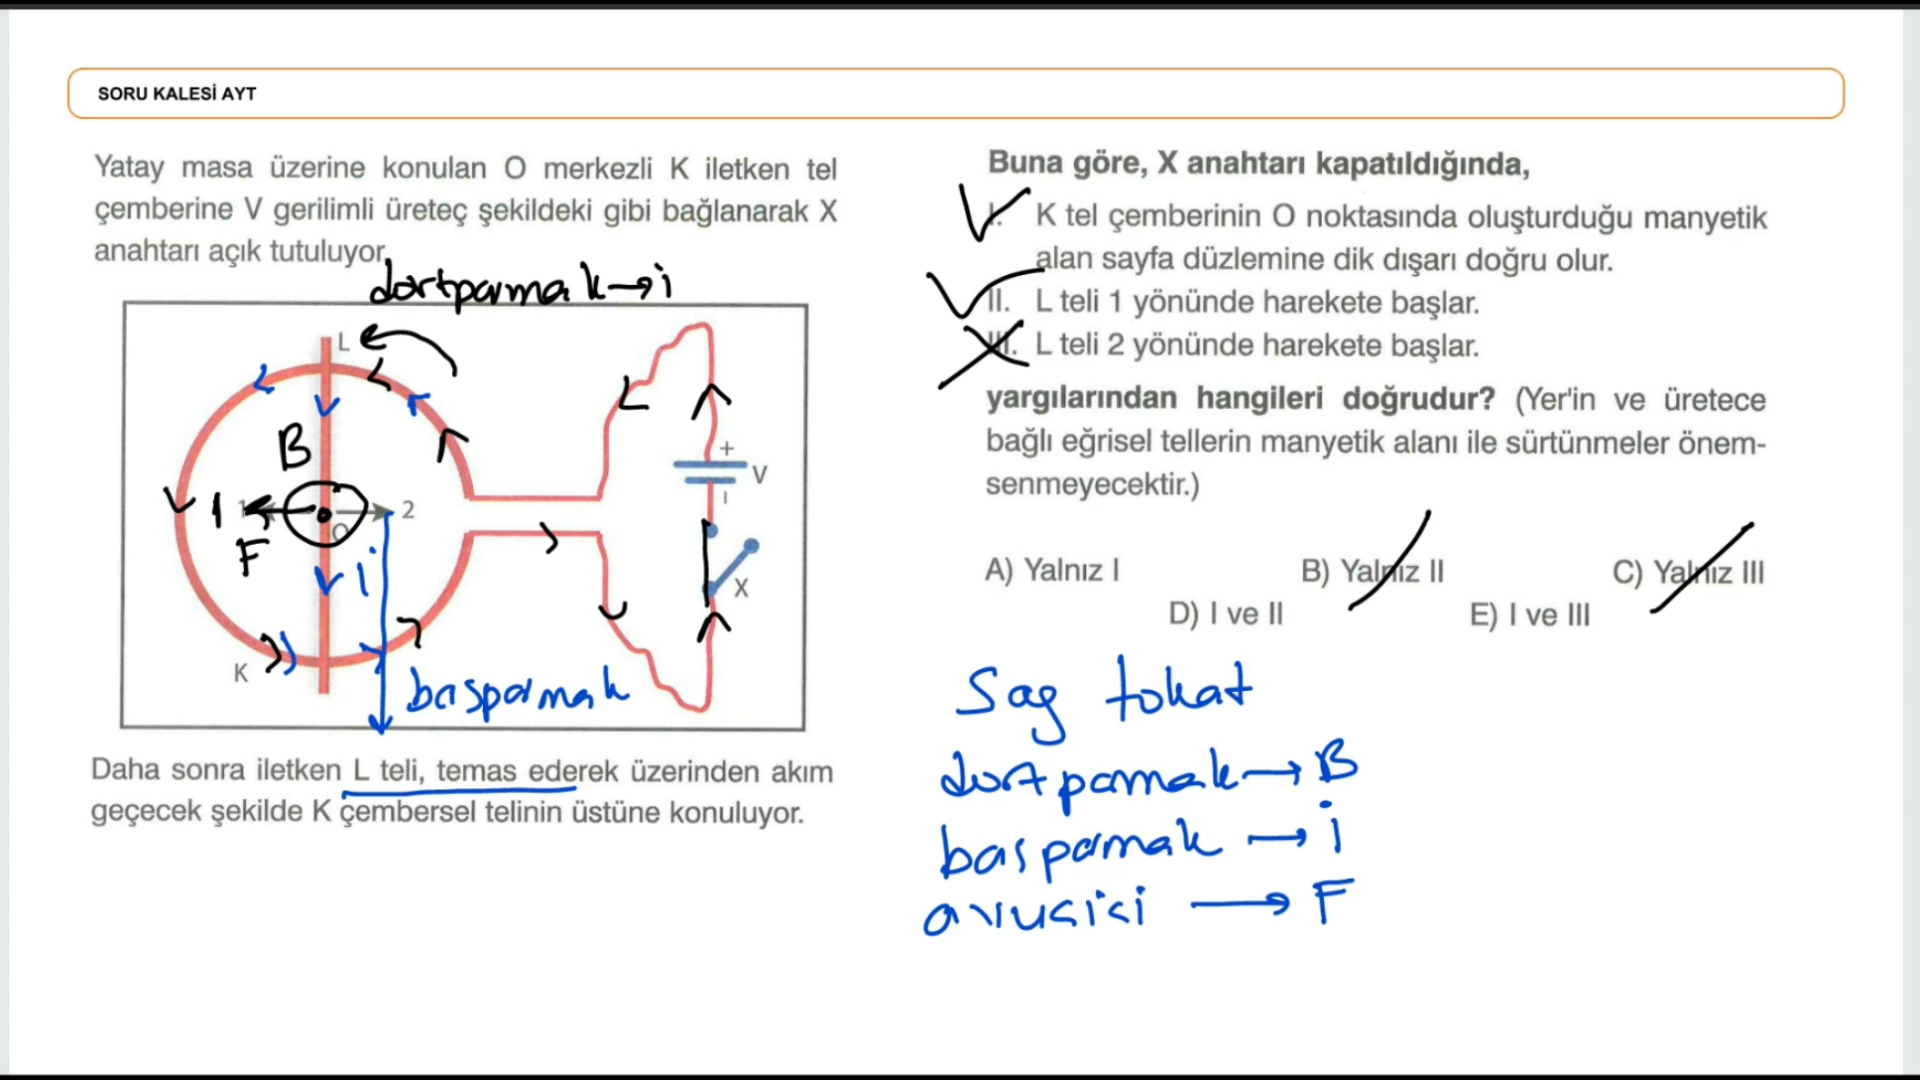 SORU KALESİ AYT
Yatay masa üzerine konulan O merkezli K iletken tel
çemberine V gerilimli üreteç şekildeki gibi bağlanarak X
anahtarı açık tutuluyor.
dörtparmak→i
L
B
+
V
1
2
O
F
i
X
K
başparmak
Daha sonra iletken L teli, temas ederek üzerinden akım
geçecek şekilde K çembersel telinin üstüne konuluyor.
Buna göre, X anahtarı kapatıldığında,
I. K tel çemberinin O noktasında oluşturduğu manyetik
alan sayfa düzlemine dik dışarı doğru olur.
II. L teli 1 yönünde harekete başlar.
III. L teli 2 yönünde harekete başlar.
yargılarından hangileri doğrudur? (Yer'in ve üretece
bağlı eğrisel tellerin manyetik alanı ile sürtünmeler önem-
senmeyecektir.)
A) Yalnız I B) Yalnız II C) Yalnız III
D) I ve II E) I ve III
Sağ tokat
dört parmak→B
baş parmak→i
avuçiçi→F